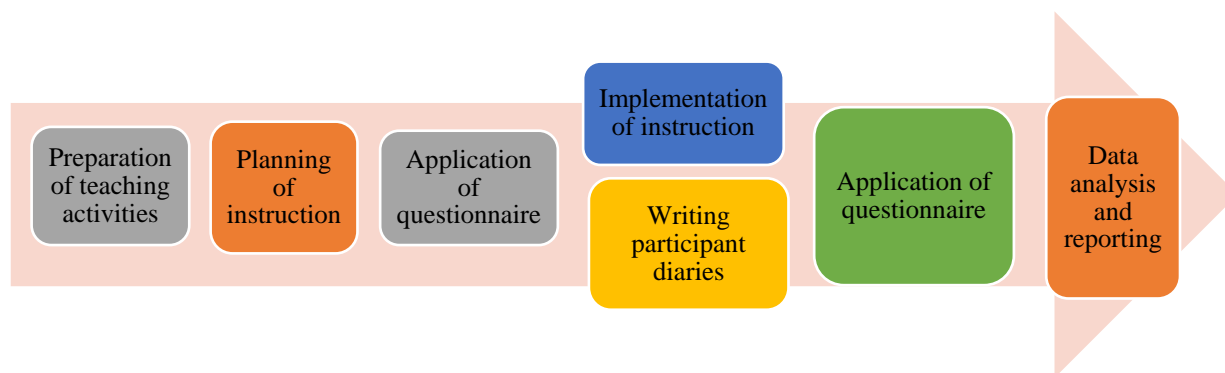 Preparation
of teaching
activities
Planning
of
instruction
Application
of
questionnaire
Implementation
of instruction
Writing
participant
diaries
Application of
questionnaire
Data
analysis
and
reporting